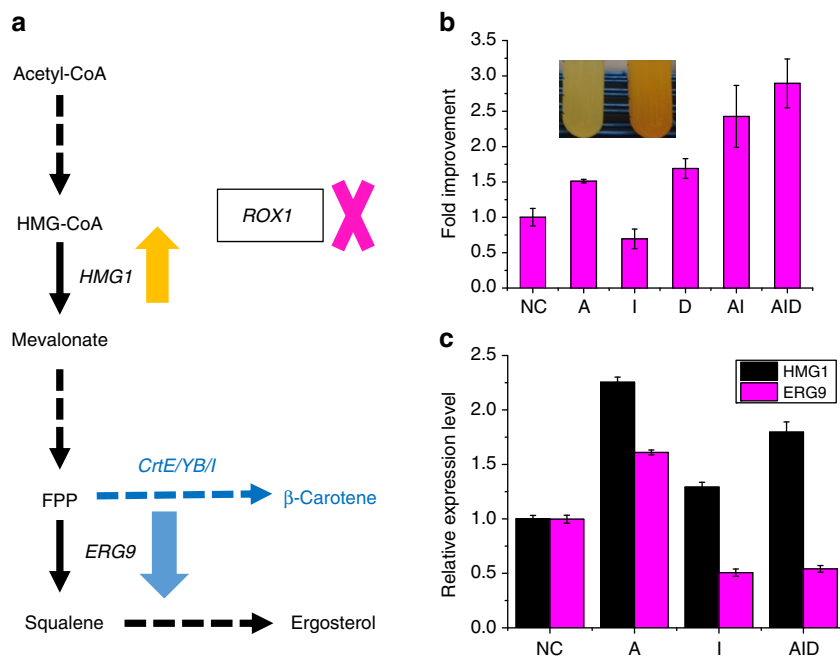 a
Acetyl-CoA
HMG-CoA
HMG1
ROX1
Mevalonate
CrtE/YB/I
FPP
β-Carotene
ERG9
Squalene
Ergosterol
b
Fold improvement
3.5
3.0
2.5
2.0
1.5
1.0
0.5
0.0
NC A I D AI AID
c
Relative expression level
2.5
2.0
1.5
1.0
0.5
0.0
HMG1
ERG9
NC A I AID